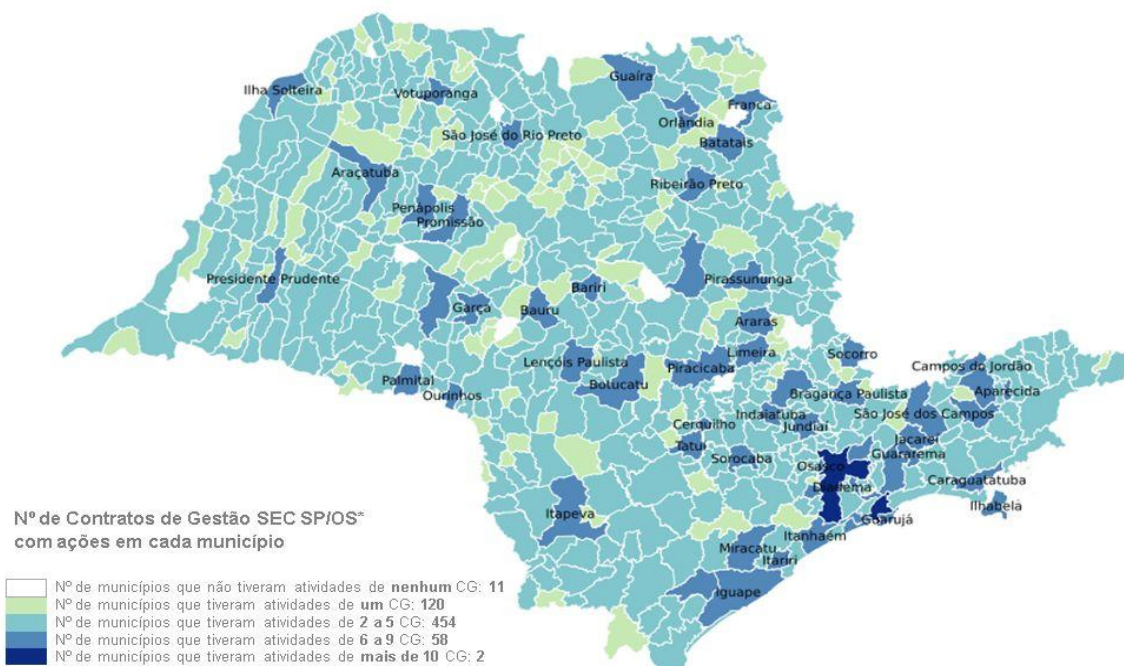 Guaíra
Ilha Solteira
Votuporanga
Franca
Orlândia
São José do Rio Preto
Batatais
Araçatuba
Ribeirão Preto
Penápolis
Promissão
Presidente Prudente
Pirassununga
Bariri
Garça
Bauru
Araras
Limeira
Lençóis Paulista
Socorro
Piracicaba
Campos do Jordão
Palmital
Botucatu
Aparecida
Ourinhos
Bragança Paulista
Indaiatuba
São José dos Campos
Cerquilho
Jundiaí
Tatuí
Jacareí
Sorocaba
Guararema
Osasco
Caraguatatuba
Diadema
Ilhabela
Itapeva
Guarujá
Itanhaém
Miracatu
Itariri
Iguape
Nº de Contratos de Gestão SEC SP/OS*
com ações em cada município
Nº de municípios que não tiveram atividades de nenhum CG: 11
Nº de municípios que tiveram atividades de um CG: 120
Nº de municípios que tiveram atividades de 2 a 5 CG: 454
Nº de municípios que tiveram atividades de 6 a 9 CG: 58
Nº de municípios que tiveram atividades de mais de 10 CG: 2